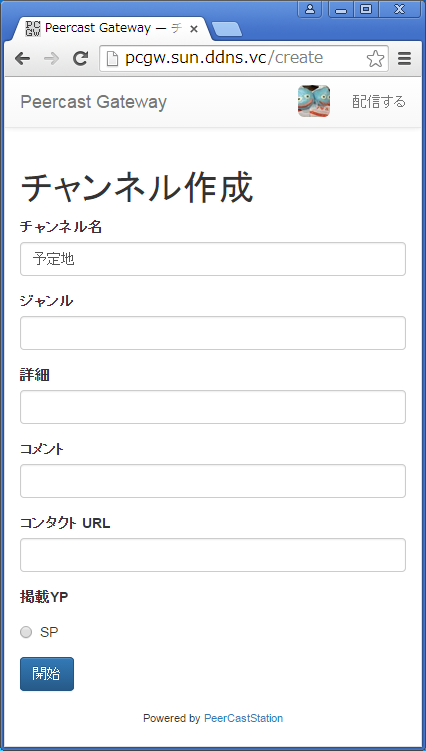 Peercast Gateway — チ
pcgw.sun.ddns.vc/create
Peercast Gateway
配信する
チャンネル作成
チャンネル名
予定地
ジャンル
詳細
コメント
コンタクト URL
掲載YP
SP
開始
Powered by PeerCastStation